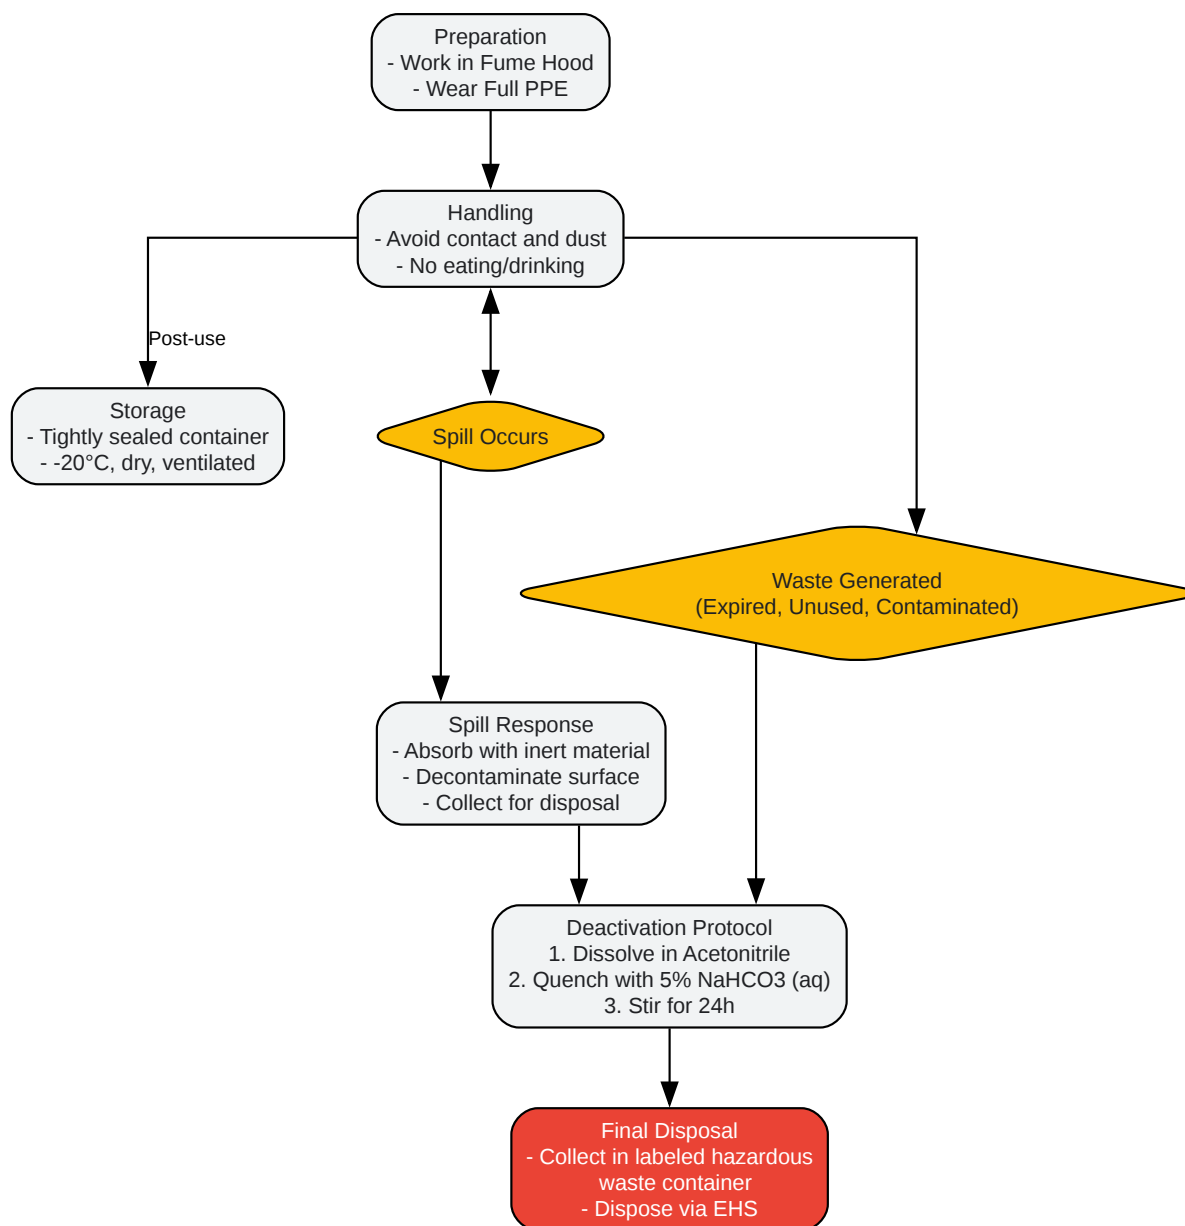 Preparation
- Work in Fume Hood
- Wear Full PPE
Handling
- Avoid contact and dust
- No eating/drinking
Post-use
Storage
- Tightly sealed container
- -20°C, dry, ventilated
Spill Occurs
Waste Generated
(Expired, Unused, Contaminated)
Spill Response
- Absorb with inert material
- Decontaminate surface
- Collect for disposal
Deactivation Protocol
1. Dissolve in Acetonitrile
2. Quench with 5% NaHCO3 (aq)
3. Stir for 24h
Final Disposal
- Collect in labeled hazardous
waste container
- Dispose via EHS